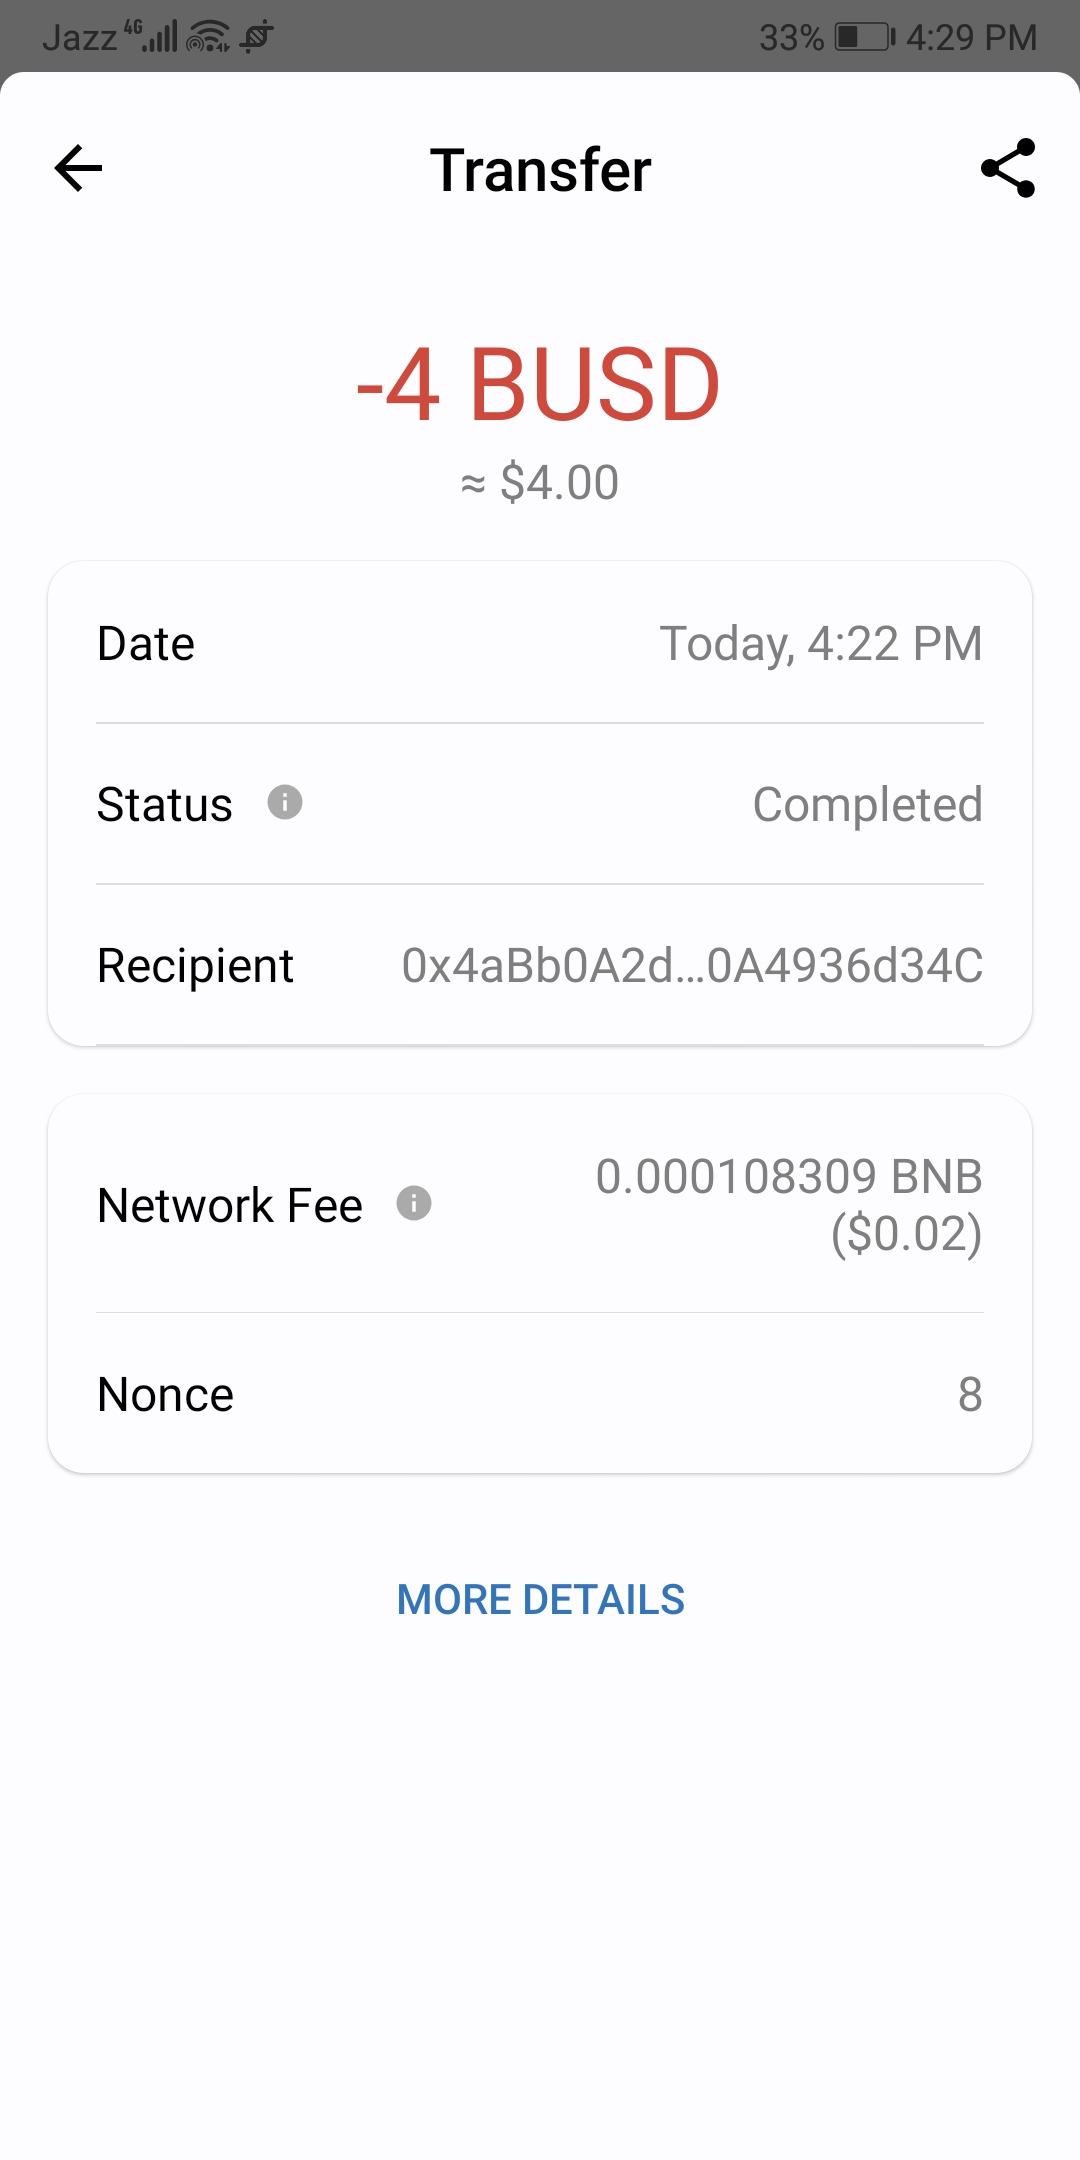 Jazz 4G 33% 4:29 PM
Transfer
-4 BUSD
≈ $4.00
Date Today, 4:22 PM
Status Completed
Recipient 0x4aBb0A2d...0A4936d34C
Network Fee 0.000108309 BNB
($0.02)
Nonce 8
MORE DETAILS